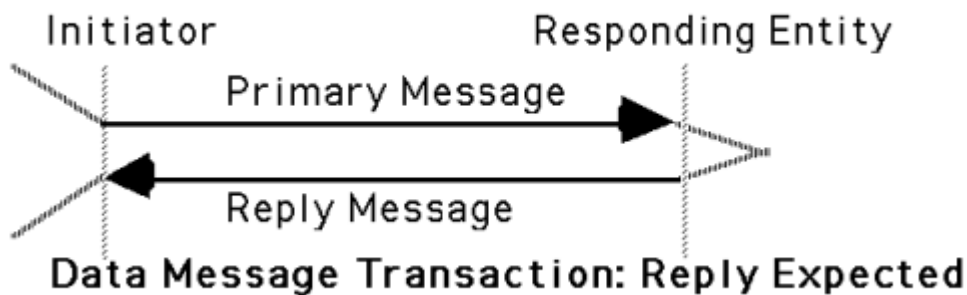 Initiator
Responding Entity
Primary Message
Reply Message
Data Message Transaction: Reply Expected